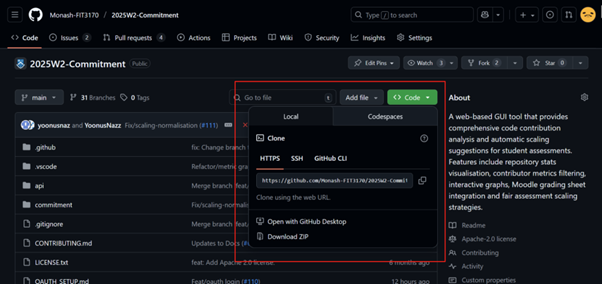 Monash-FIT3170 / 2025W2-Commitment
Type / to search
Code Issues 2 Pull requests 4 Actions Projects Wiki Security Insights Settings
2025W2-Commitment Public
Edit Pins Watch 3 Fork 2 Star 0
main 31 Branches 0 Tags Go to file t Add file Code
About
Local Codespaces
A web-based GUI tool that provides
comprehensive code contribution
analysis and automatic scaling
suggestions for student assessments.
Features include repository stats
visualisation, contributor metrics filtering,
interactive graphs, Moodle grading sheet
integration and fair assessment scaling
strategies.
yoonusnaz and YoonusNazz Fix/scaling-normalisation (#111)
Clone
HTTPS SSH GitHub CLI
https://github.com/Monash-FIT3170/2025W2-Commit
Clone using the web URL.
Open with GitHub Desktop
Download ZIP
.github fix: Change branch
.vscode Refactor/metric gra
api Merge branch
commitment Fix/scaling-normalis
.gitignore Merge branch
CONTRIBUTING.md Updates to Docs
LICENSE.txt feat: Add Apache 2.0 license. 6 months ago
OAUTH_SETUP.md Feat/oauth login (#110) 12 hours ago
Readme
Apache-2.0 license
Contributing
Activity
Custom properties